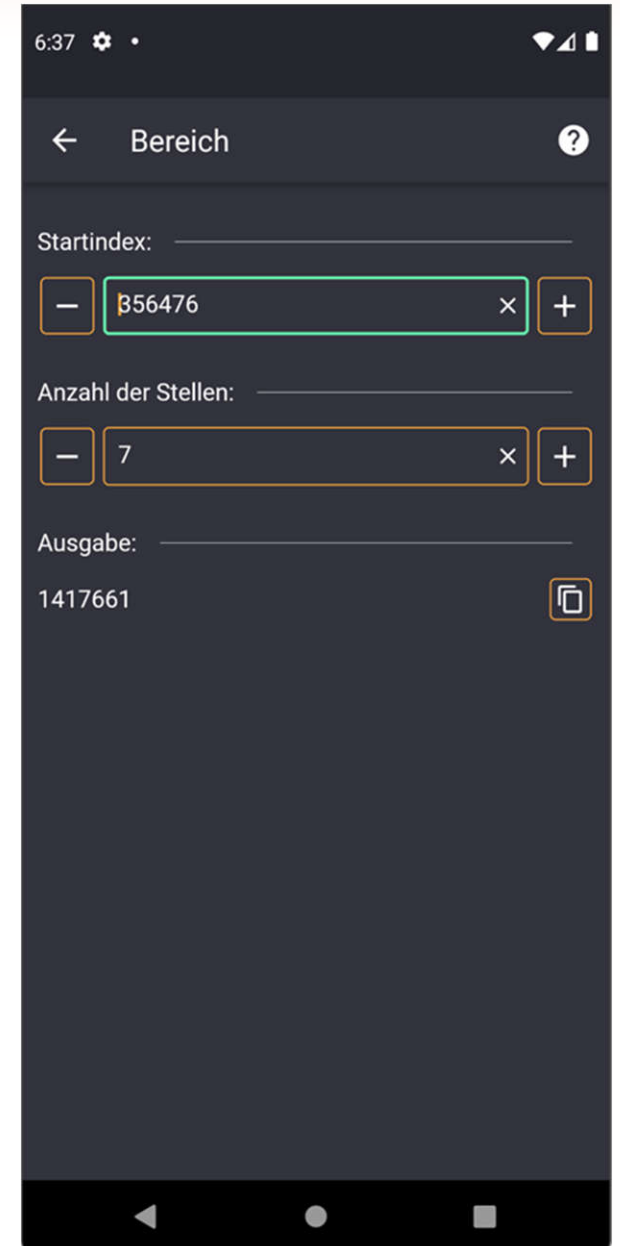 6:37
Bereich
Startindex:
356476
Anzahl der Stellen:
7
Ausgabe:
1417661